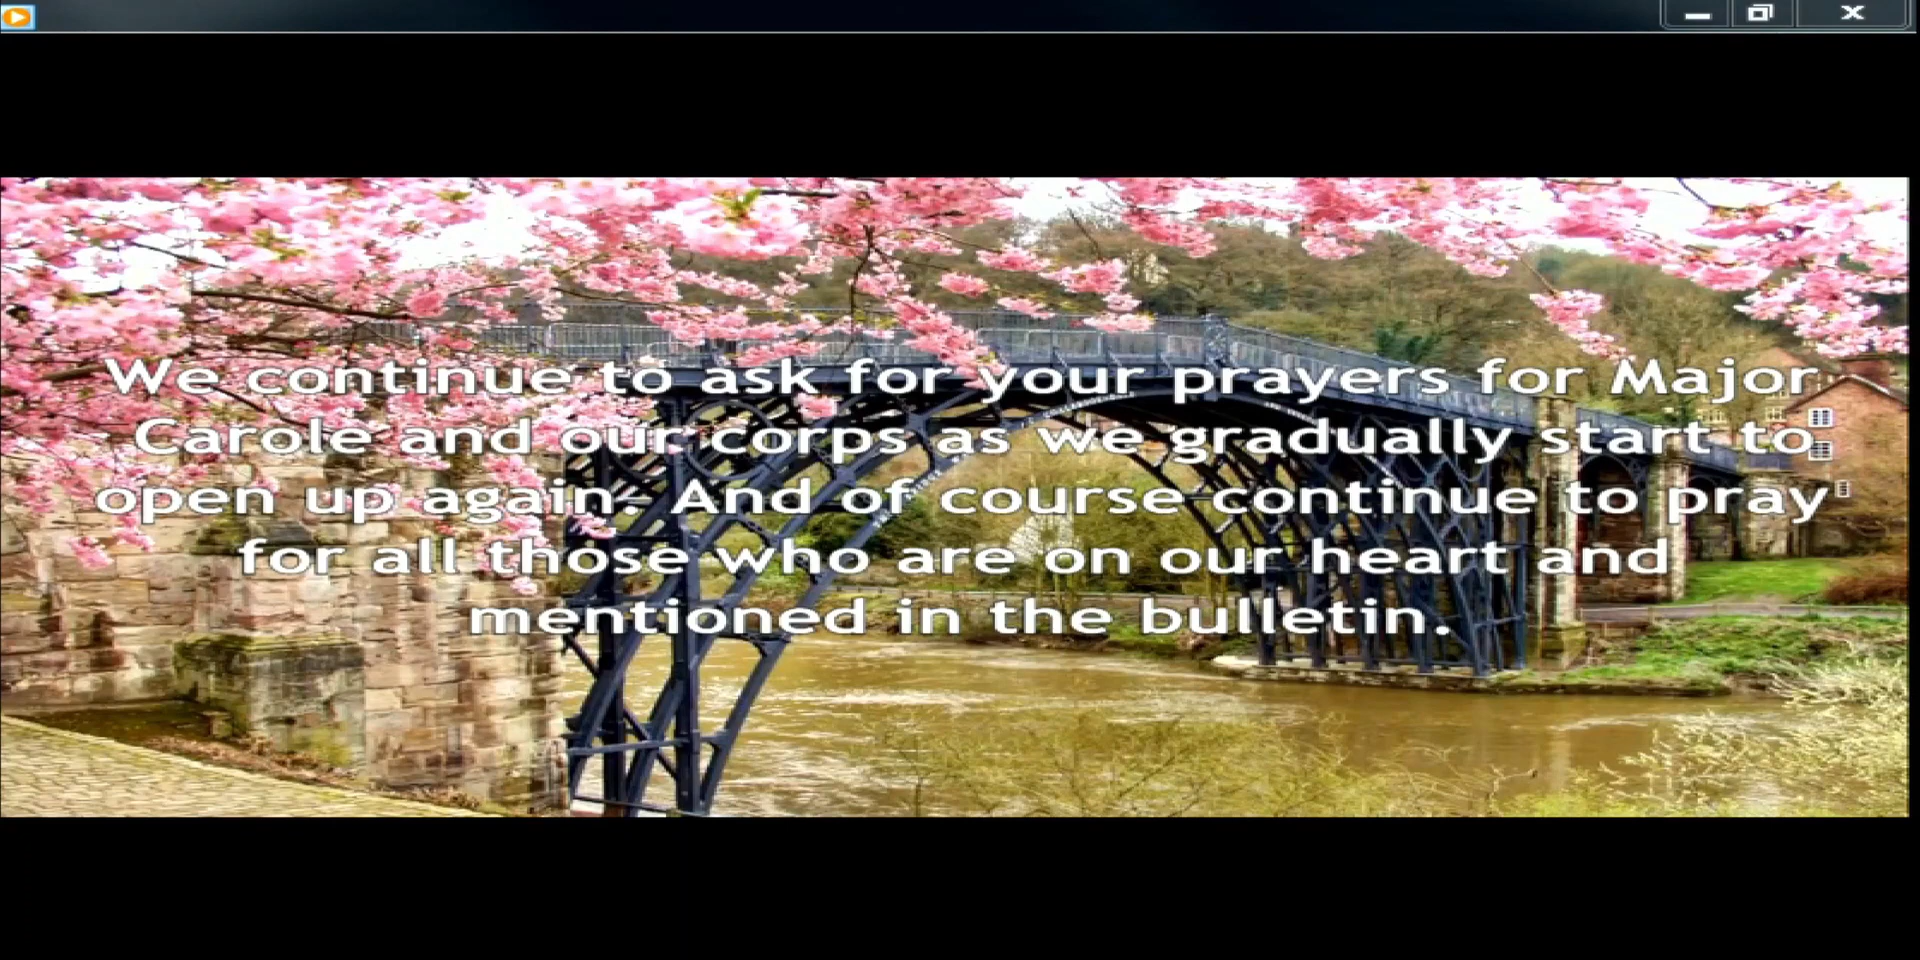 We continue to ask for your prayers for Major
Carole and our corps as we gradually start to
open up again. And of course continue to pray
for all those who are on our heart and
mentioned in the bulletin.